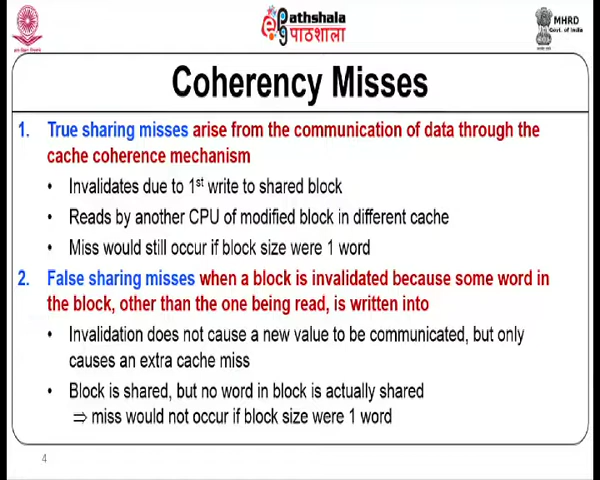 Pathshala
पाठशाला
MHRD
Govt. of India
Coherency Misses
1. True sharing misses arise from the communication of data through the
cache coherence mechanism
• Invalidates due to 1st write to shared block
• Reads by another CPU of modified block in different cache
• Miss would still occur if block size were 1 word
2. False sharing misses when a block is invalidated because some word in
the block, other than the one being read, is written into
• Invalidation does not cause a new value to be communicated, but only
causes an extra cache miss
• Block is shared, but no word in block is actually shared
⇒ miss would not occur if block size were 1 word
4